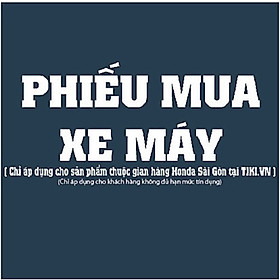 PHIẾU MUA
XE MÁY
( Chỉ áp dụng cho sản phẩm thuộc gian hàng Honda Sài Gòn tại TIKI.VN )
(Chỉ áp dụng cho khách hàng không đủ hạn mức tín dụng)